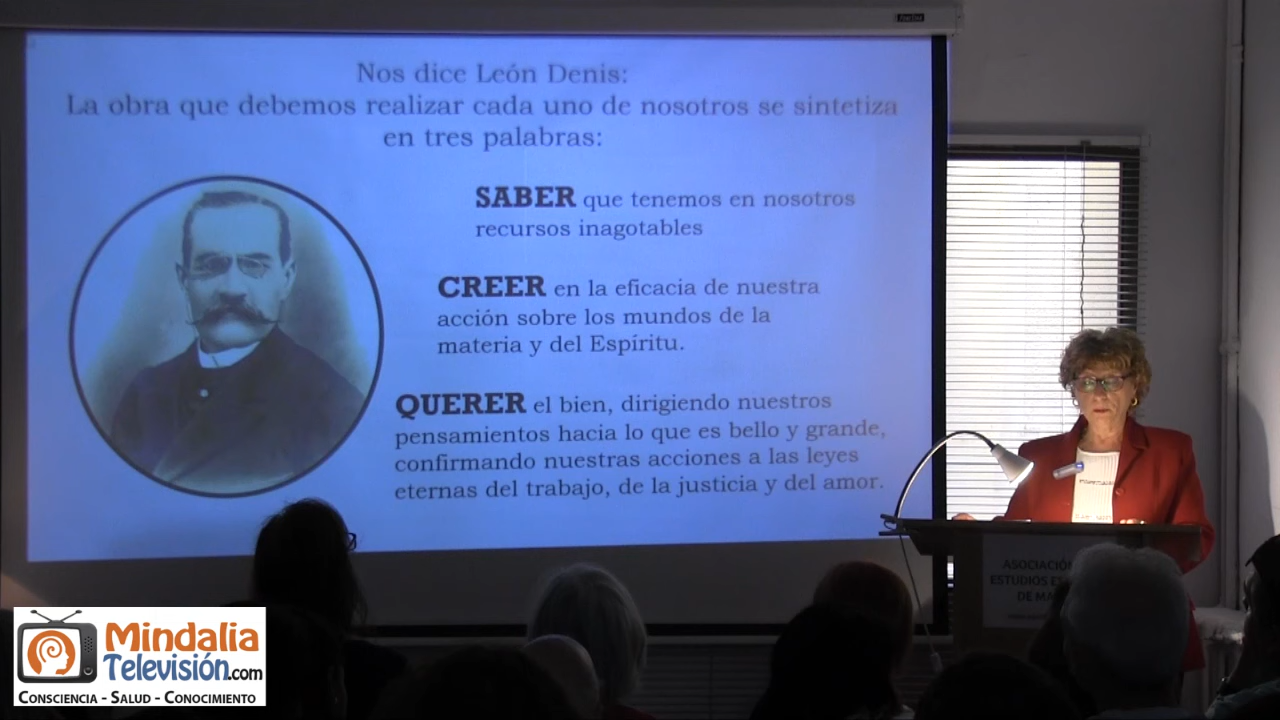 Nos dice León Denis:
La obra que debemos realizar cada uno de nosotros se sintetiza
en tres palabras:
SABER que tenemos en nosotros
recursos inagotables
CREER en la eficacia de nuestra
acción sobre los mundos de la
materia y del Espíritu.
QUERER el bien, dirigiendo nuestros
pensamientos hacia lo que es bello y grande,
confirmando nuestras acciones a las leyes
eternas del trabajo, de la justicia y del amor.
ASOCIACIÓN
ESTUDIOS
DE
Mindalia
Televisión.com
CONSCIENCIA - SALUD - CONOCIMIENTO